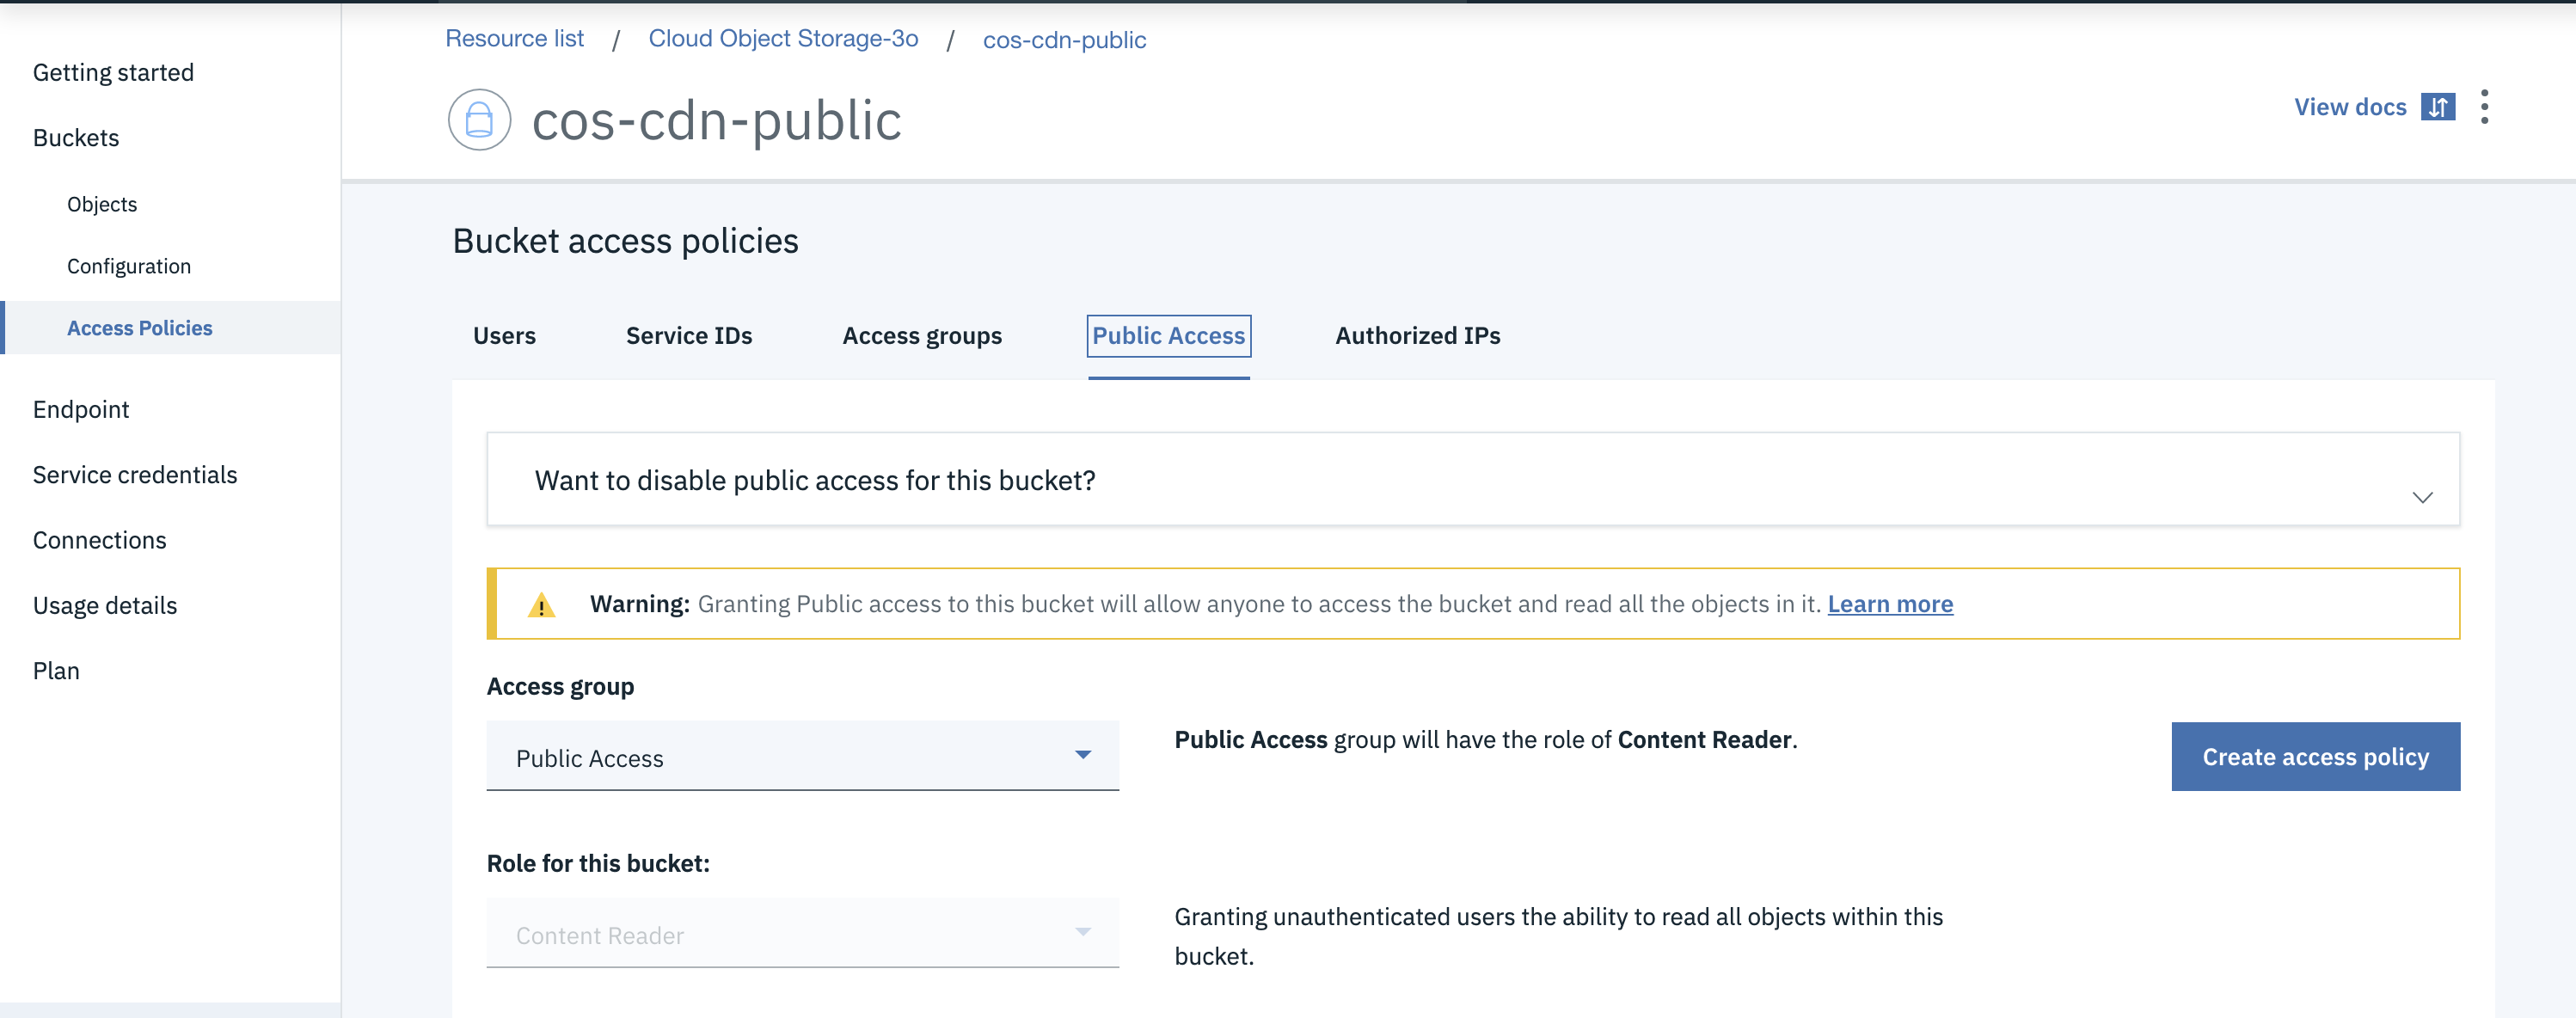 Getting started
Buckets
Objects
Configuration
Access Policies
Endpoint
Service credentials
Connections
Usage details
Plan
Resource list / Cloud Object Storage-3o / cos-cdn-public
cos-cdn-public
View docs
Bucket access policies
Users Service IDs Access groups Public Access Authorized IPs
Want to disable public access for this bucket?
Warning: Granting Public access to this bucket will allow anyone to access the bucket and read all the objects in it. Learn more
Access group
Public Access
Public Access group will have the role of Content Reader.
Create access policy
Role for this bucket:
Content Reader
Granting unauthenticated users the ability to read all objects within this
bucket.